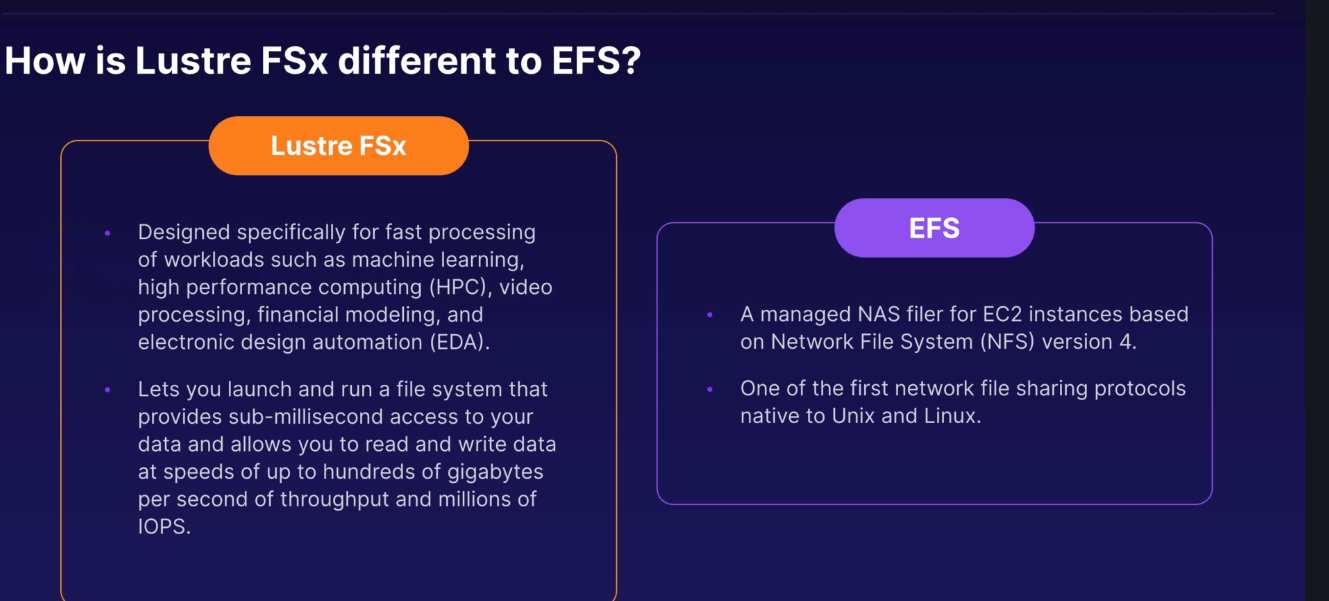 How is Lustre FSx different to EFS?
Lustre FSx
• Designed specifically for fast processing
of workloads such as machine learning,
high performance computing (HPC), video
processing, financial modeling, and
electronic design automation (EDA).
• Lets you launch and run a file system that
provides sub-millisecond access to your
data and allows you to read and write data
at speeds of up to hundreds of gigabytes
per second of throughput and millions of
IOPS.
EFS
• A managed NAS filer for EC2 instances based
on Network File System (NFS) version 4.
• One of the first network file sharing protocols
native to Unix and Linux.